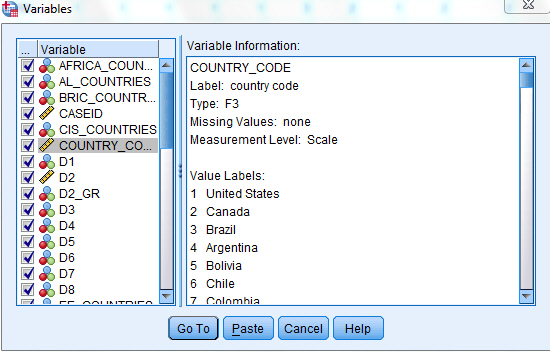 Variables
... Variable
AFRICA_COUN...
AL_COUNTRIES
BRIC_COUNTR...
CASEID
CIS_COUNTRIES
COUNTRY_CO...
D1
D2
D2_GR
D3
D4
D5
D6
D7
D8
EE_COUNTRIES
Variable Information:
COUNTRY_CODE
Label: country code
Type: F3
Missing Values: none
Measurement Level: Scale
Value Labels:
1 United States
2 Canada
3 Brazil
4 Argentina
5 Bolivia
6 Chile
7 Colombia
Go To Paste Cancel Help